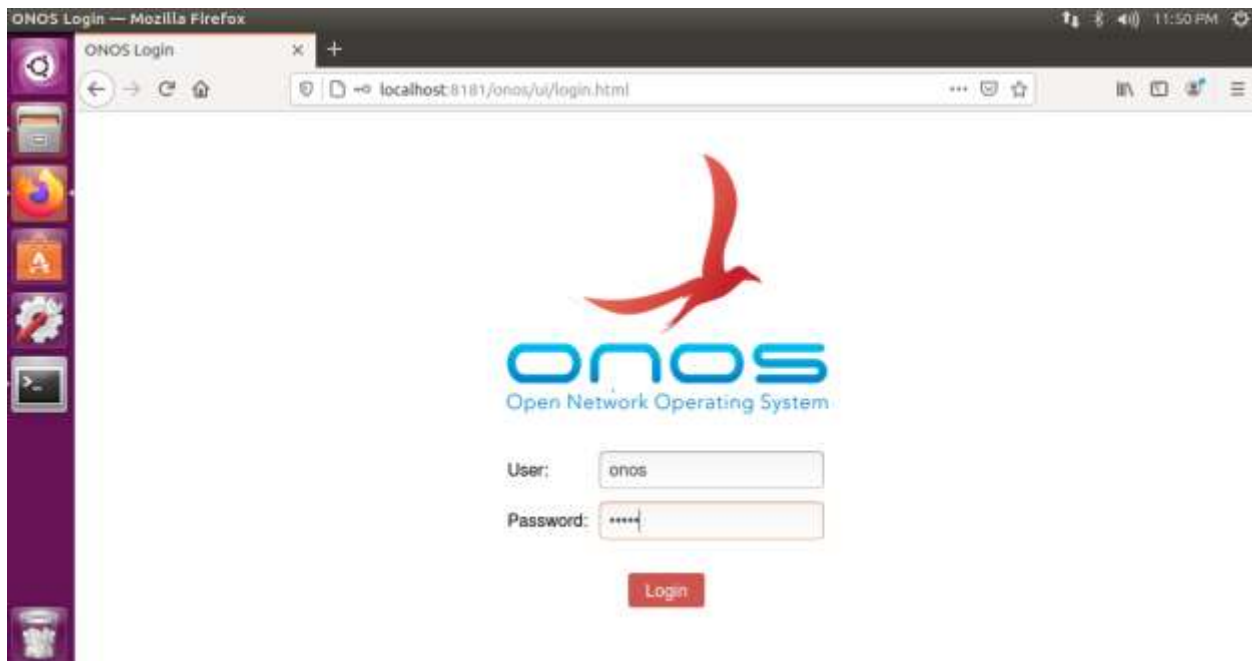 ONOS Login — Mozilla Firefox
11:50 PM
ONOS Login
localhost:8181/onos/ui/login.html
onos
Open Network Operating System
User:
onos
Password:
•••••
Login